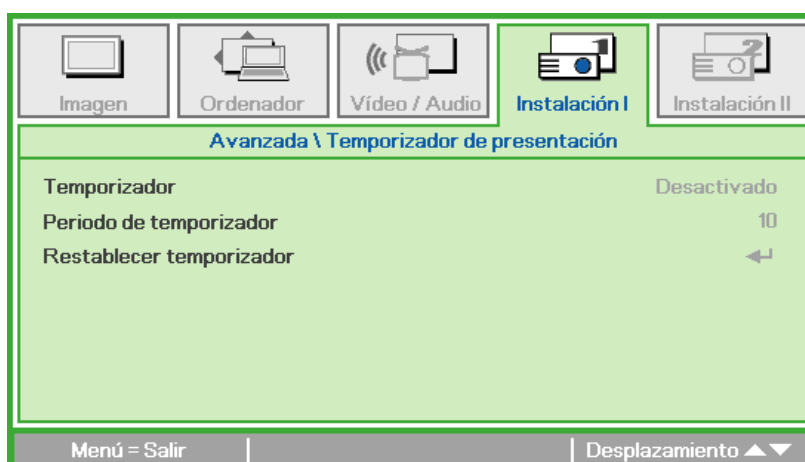 Imagen
Ordenador
Vídeo / Audio
Instalación I
Instalación II
Avanzada \ Temporizador de presentación
Temporizador Desactivado
Periodo de temporizador 10
Restablecer temporizador
Menú = Salir Desplazamiento